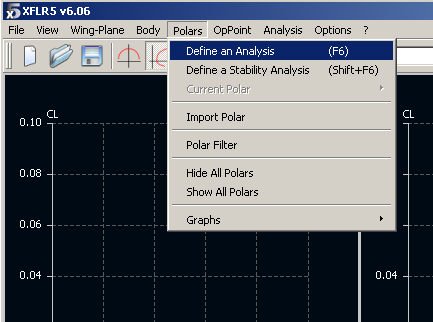 XFLR5 v6.06
File View Wing-Plane Body Polars OpPoint Analysis Options ?
Define an Analysis (F6)
Define a Stability Analysis (Shift+F6)
Current Polar
Import Polar
Polar Filter
Hide All Polars
Show All Polars
Graphs
CL CL
0.10
0.08
0.06
0.04 0.04